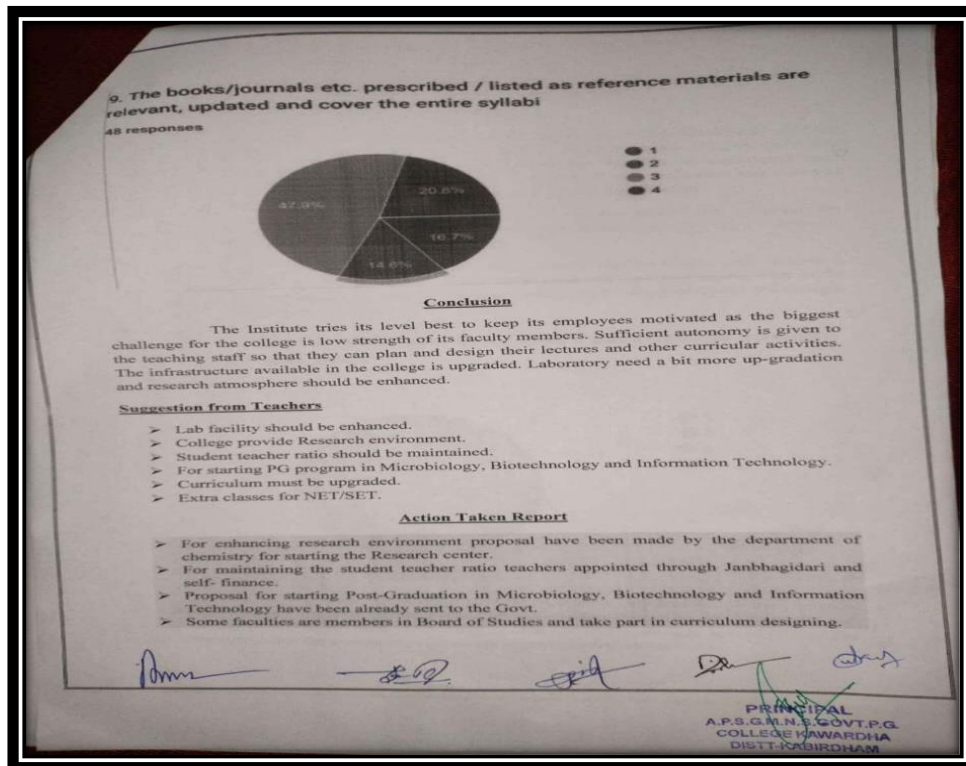 9. The books/journals etc. prescribed / listed as reference materials are
relevant, updated and cover the entire syllabi
48 responses
1
2
3
4
20.8%
47.9%
16.7%
14.6%
Conclusion
The Institute tries its level best to keep its employees motivated as the biggest
challenge for the college is low strength of its faculty members. Sufficient autonomy is given to
the teaching staff so that they can plan and design their lectures and other curricular activities.
The infrastructure available in the college is upgraded. Laboratory need a bit more up-gradation
and research atmosphere should be enhanced.
Suggestion from Teachers
➤ Lab facility should be enhanced.
➤ College provide Research environment.
➤ Student teacher ratio should be maintained.
➤ For starting PG program in Microbiology, Biotechnology and Information Technology.
➤ Curriculum must be upgraded.
➤ Extra classes for NET/SET.
Action Taken Report
➤ For enhancing research environment proposal have been made by the department of
chemistry for starting the Research center.
➤ For maintaining the student teacher ratio teachers appointed through Janbhagidari and
self- finance.
➤ Proposal for starting Post-Graduation in Microbiology, Biotechnology and Information
Technology have been already sent to the Govt.
➤ Some faculties are members in Board of Studies and take part in curriculum designing.
PRINCIPAL
A.P.S.G.M.N.S.GOVT.P.G.
COLLEGE KAWARDHA
DISTT-KABIRDHAM